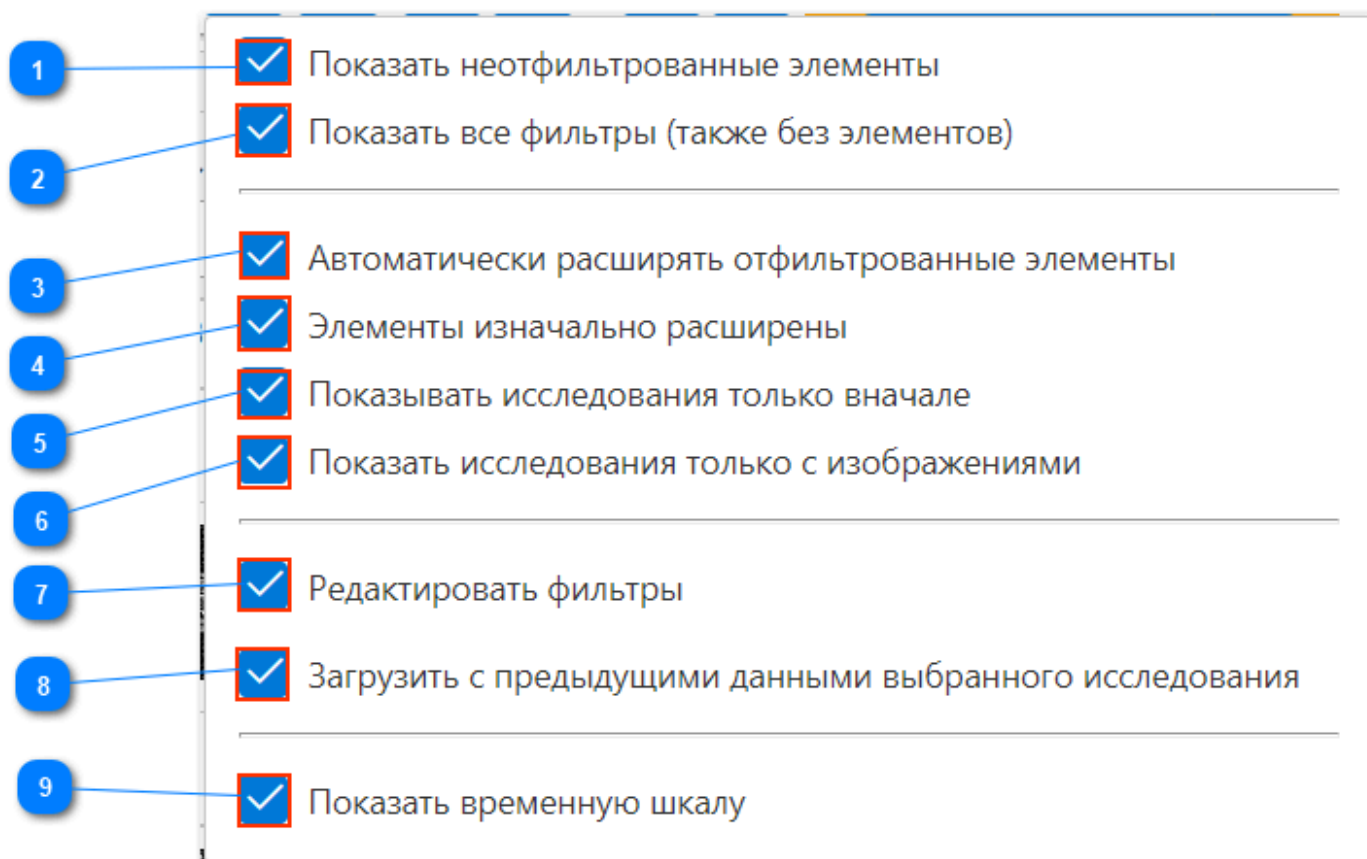 1 Показать неотфильтрованные элементы
2 Показать все фильтры (также без элементов)
3 Автоматически расширять отфильтрованные элементы
4 Элементы изначально расширены
5 Показывать исследования только вначале
6 Показать исследования только с изображениями
7 Редактировать фильтры
8 Загрузить с предыдущими данными выбранного исследования
9 Показать временную шкалу